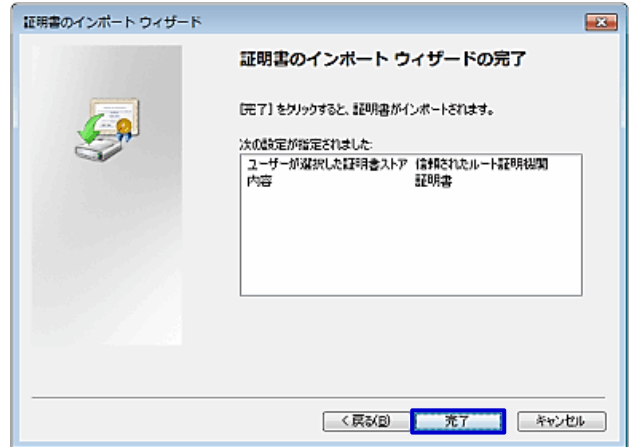 証明書のインポート ウィザード
証明書のインポート ウィザードの完了
[完了] をクリックすると、証明書がインポートされます。
次の設定が指定されました:
ユーザーが選択した証明書ストア 信頼されたルート証明機関
内容 証明書
< 戻る(B) 完了 キャンセル